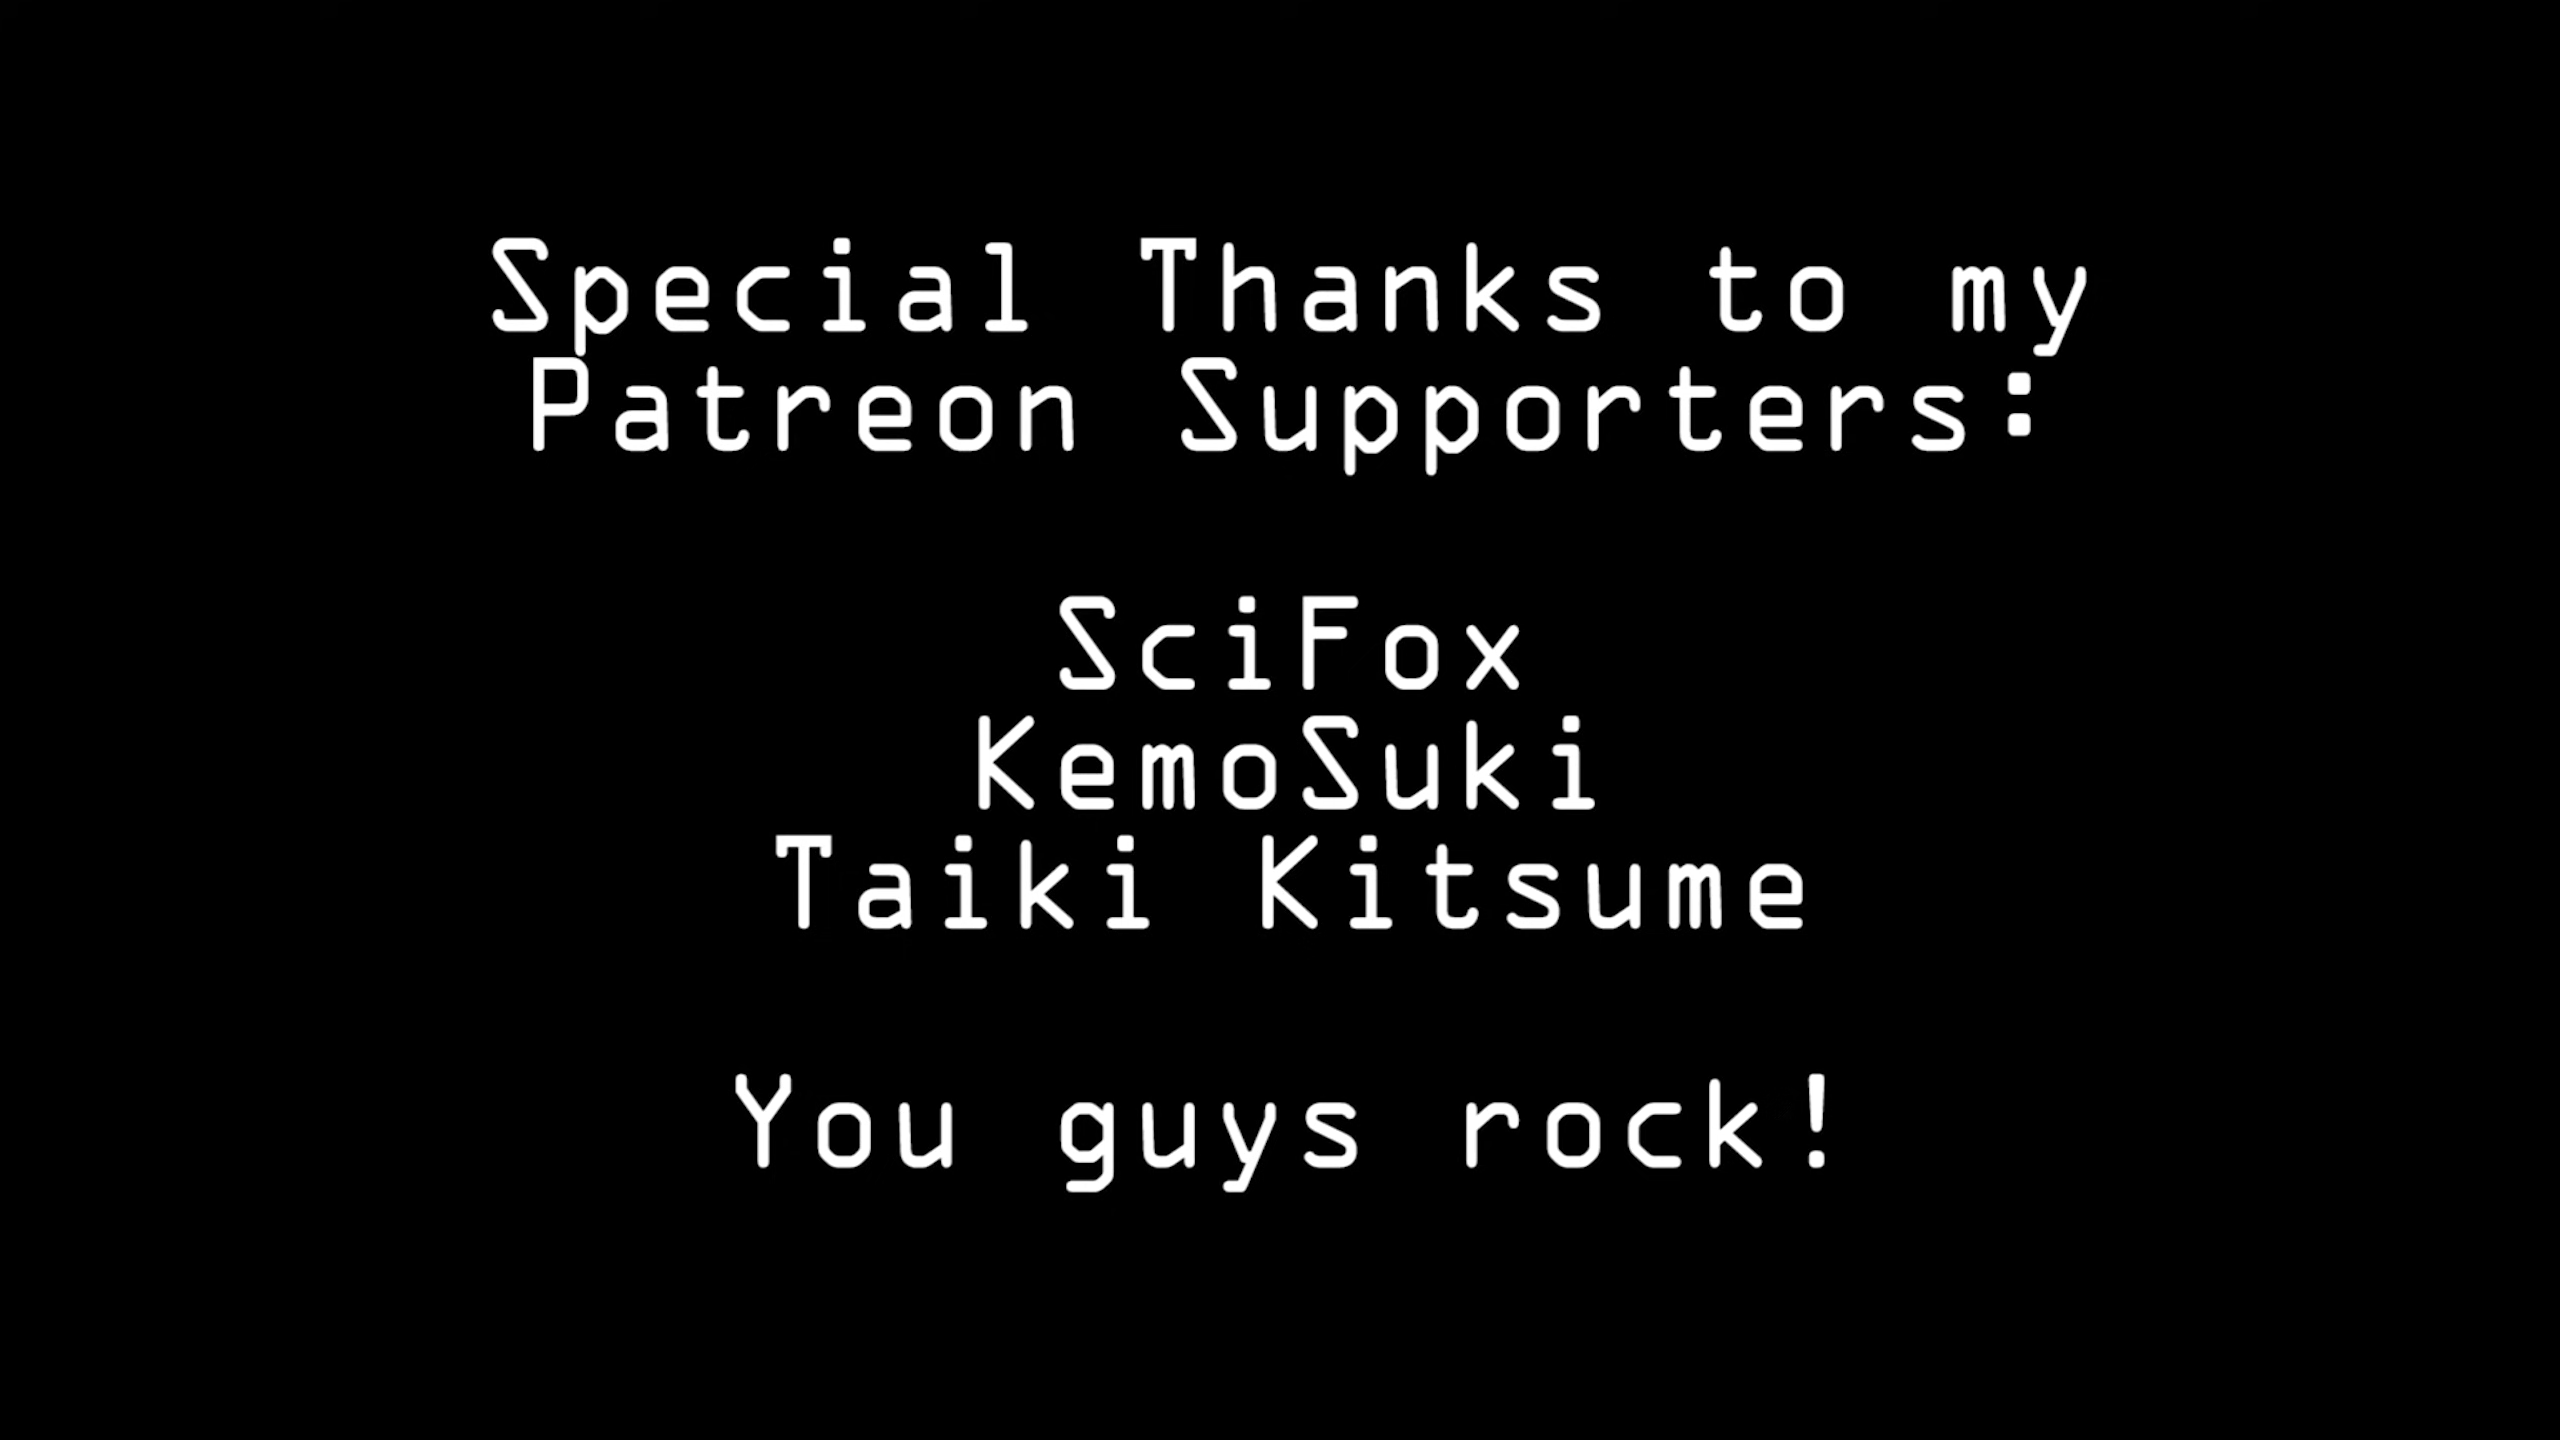 Special Thanks to my
Patreon Supporters:
SciFox
KemoSuki
Taiki Kitsume
You guys rock!